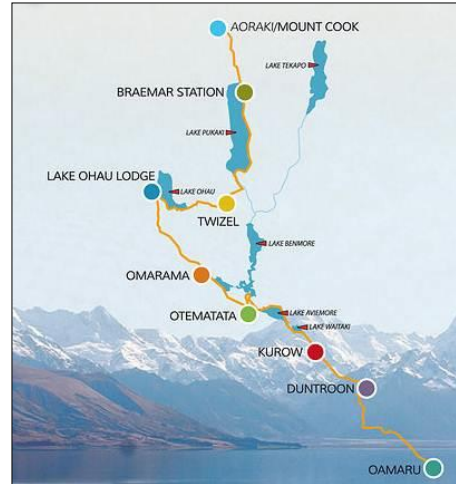 AORAKI/MOUNT COOK
LAKE TEKAPO
BRAEMAR STATION
LAKE PUKAKI
LAKE OHAU LODGE
LAKE OHAU
TWIZEL
LAKE BENMORE
OMARAMA
OTEMATATA
LAKE AVIEMORE
LAKE WAITAKI
KUROW
DUNTROON
OAMARU